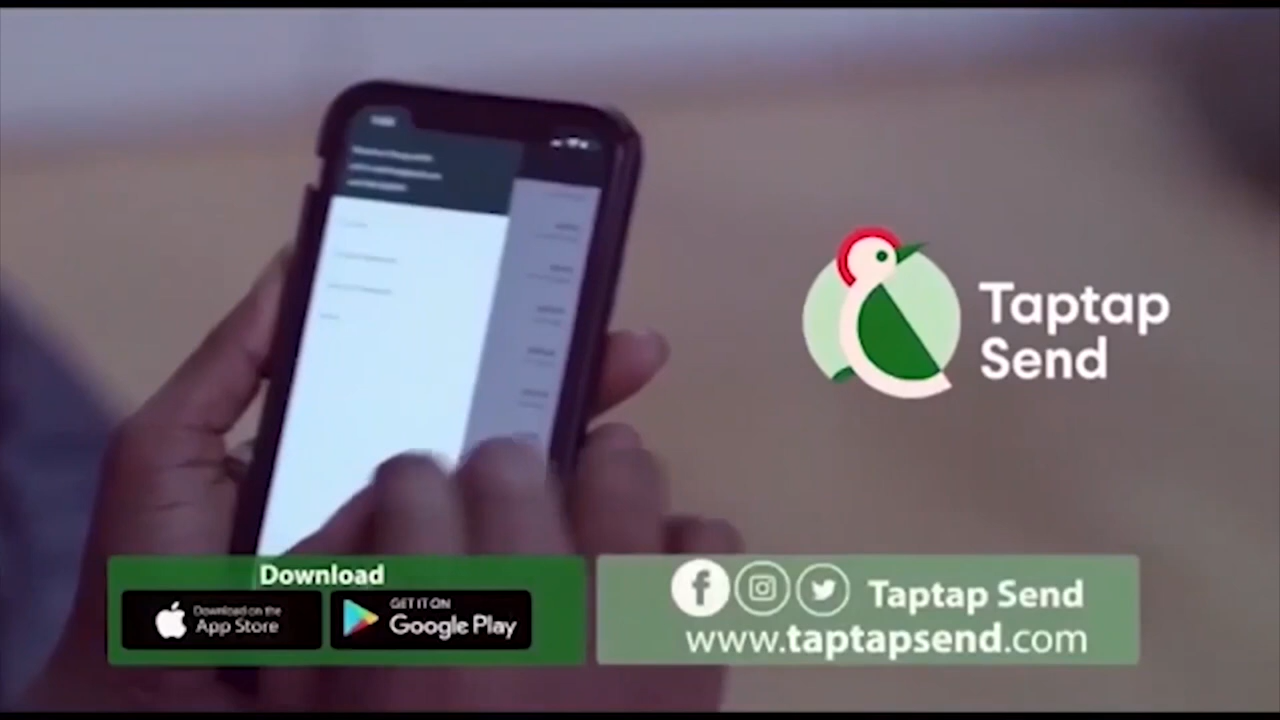 Taptap
Send
Download
Download on the
App Store
GET IT ON
Google Play
Taptap Send
www.taptapsend.com